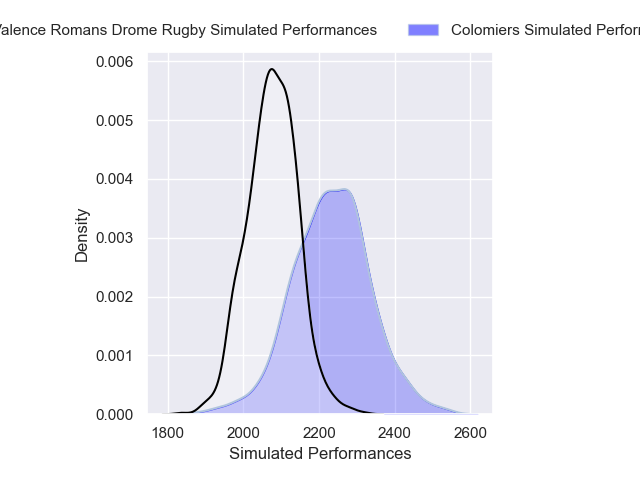 Valence Romans Drome Rugby Simulated Performances Colomiers Simulated Perfor
0.006
0.005
0.004
0.003
0.002
0.001
0.000
Density
1800 2000 2200 2400 2600
Simulated Performances